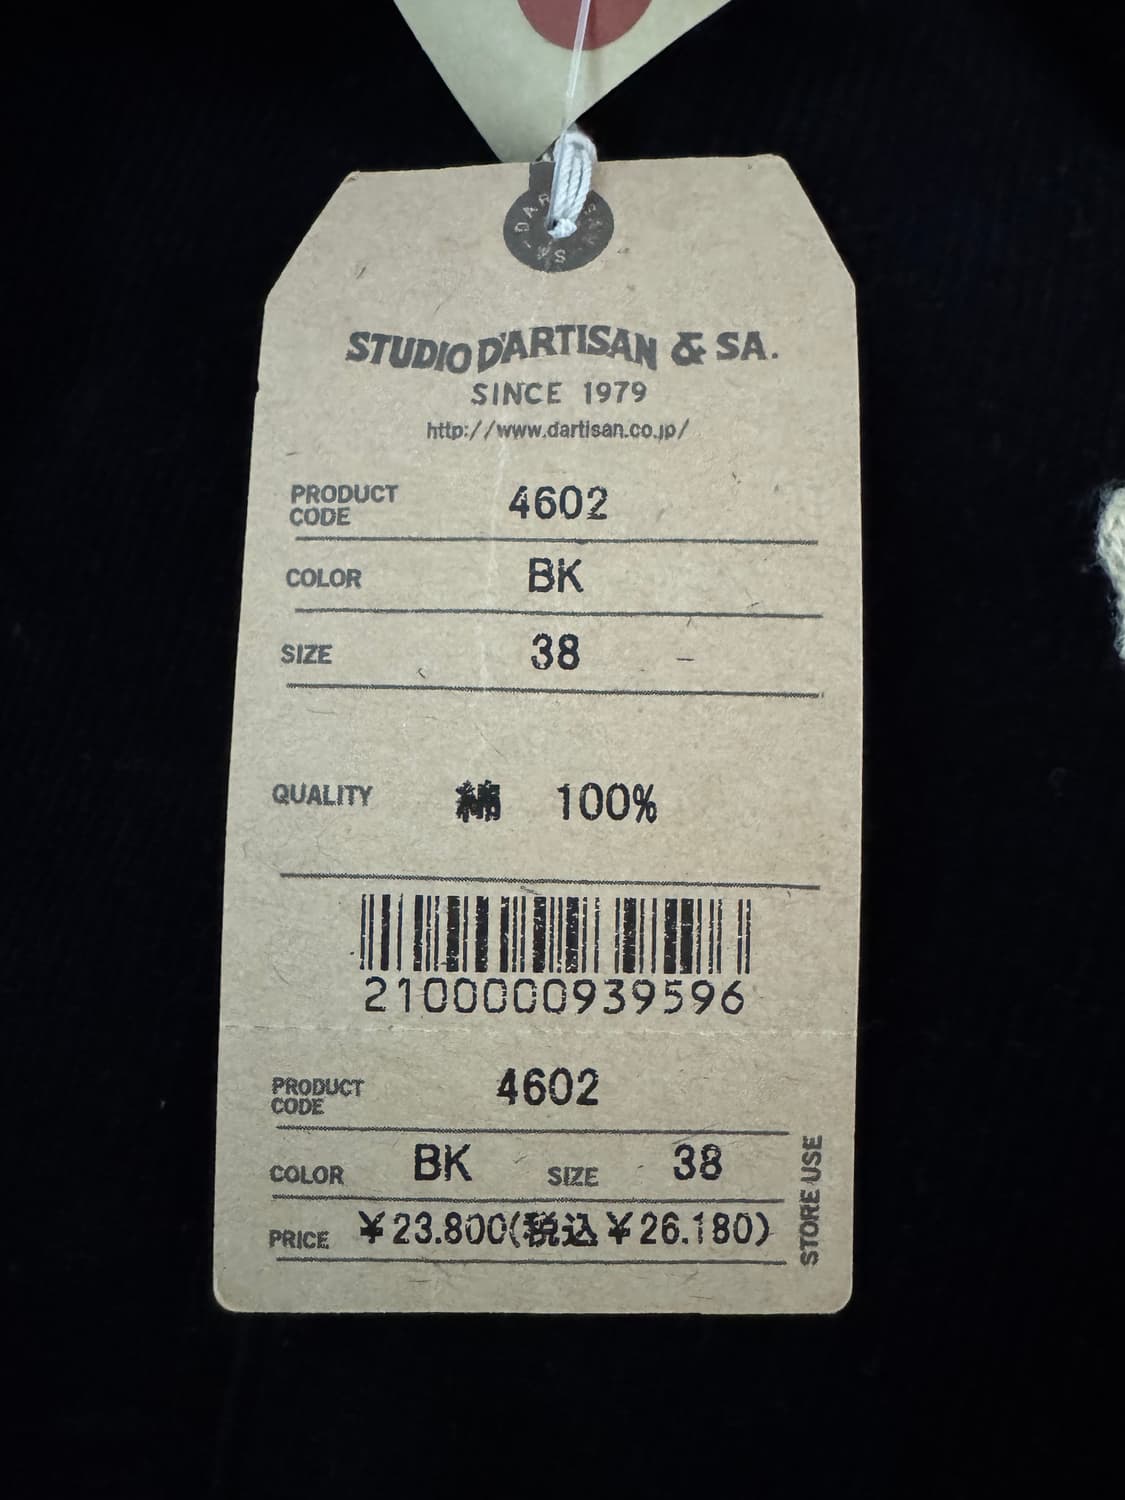 STUDIO D'ARTISAN & SA.
SINCE 1979
http://www.dartisan.co.jp/
PRODUCT CODE 4602
COLOR BK
SIZE 38
QUALITY 綿 100%
2100000939596
PRODUCT CODE 4602
COLOR BK SIZE 38
PRICE ¥23.800(税込¥26.180)
STORE USE